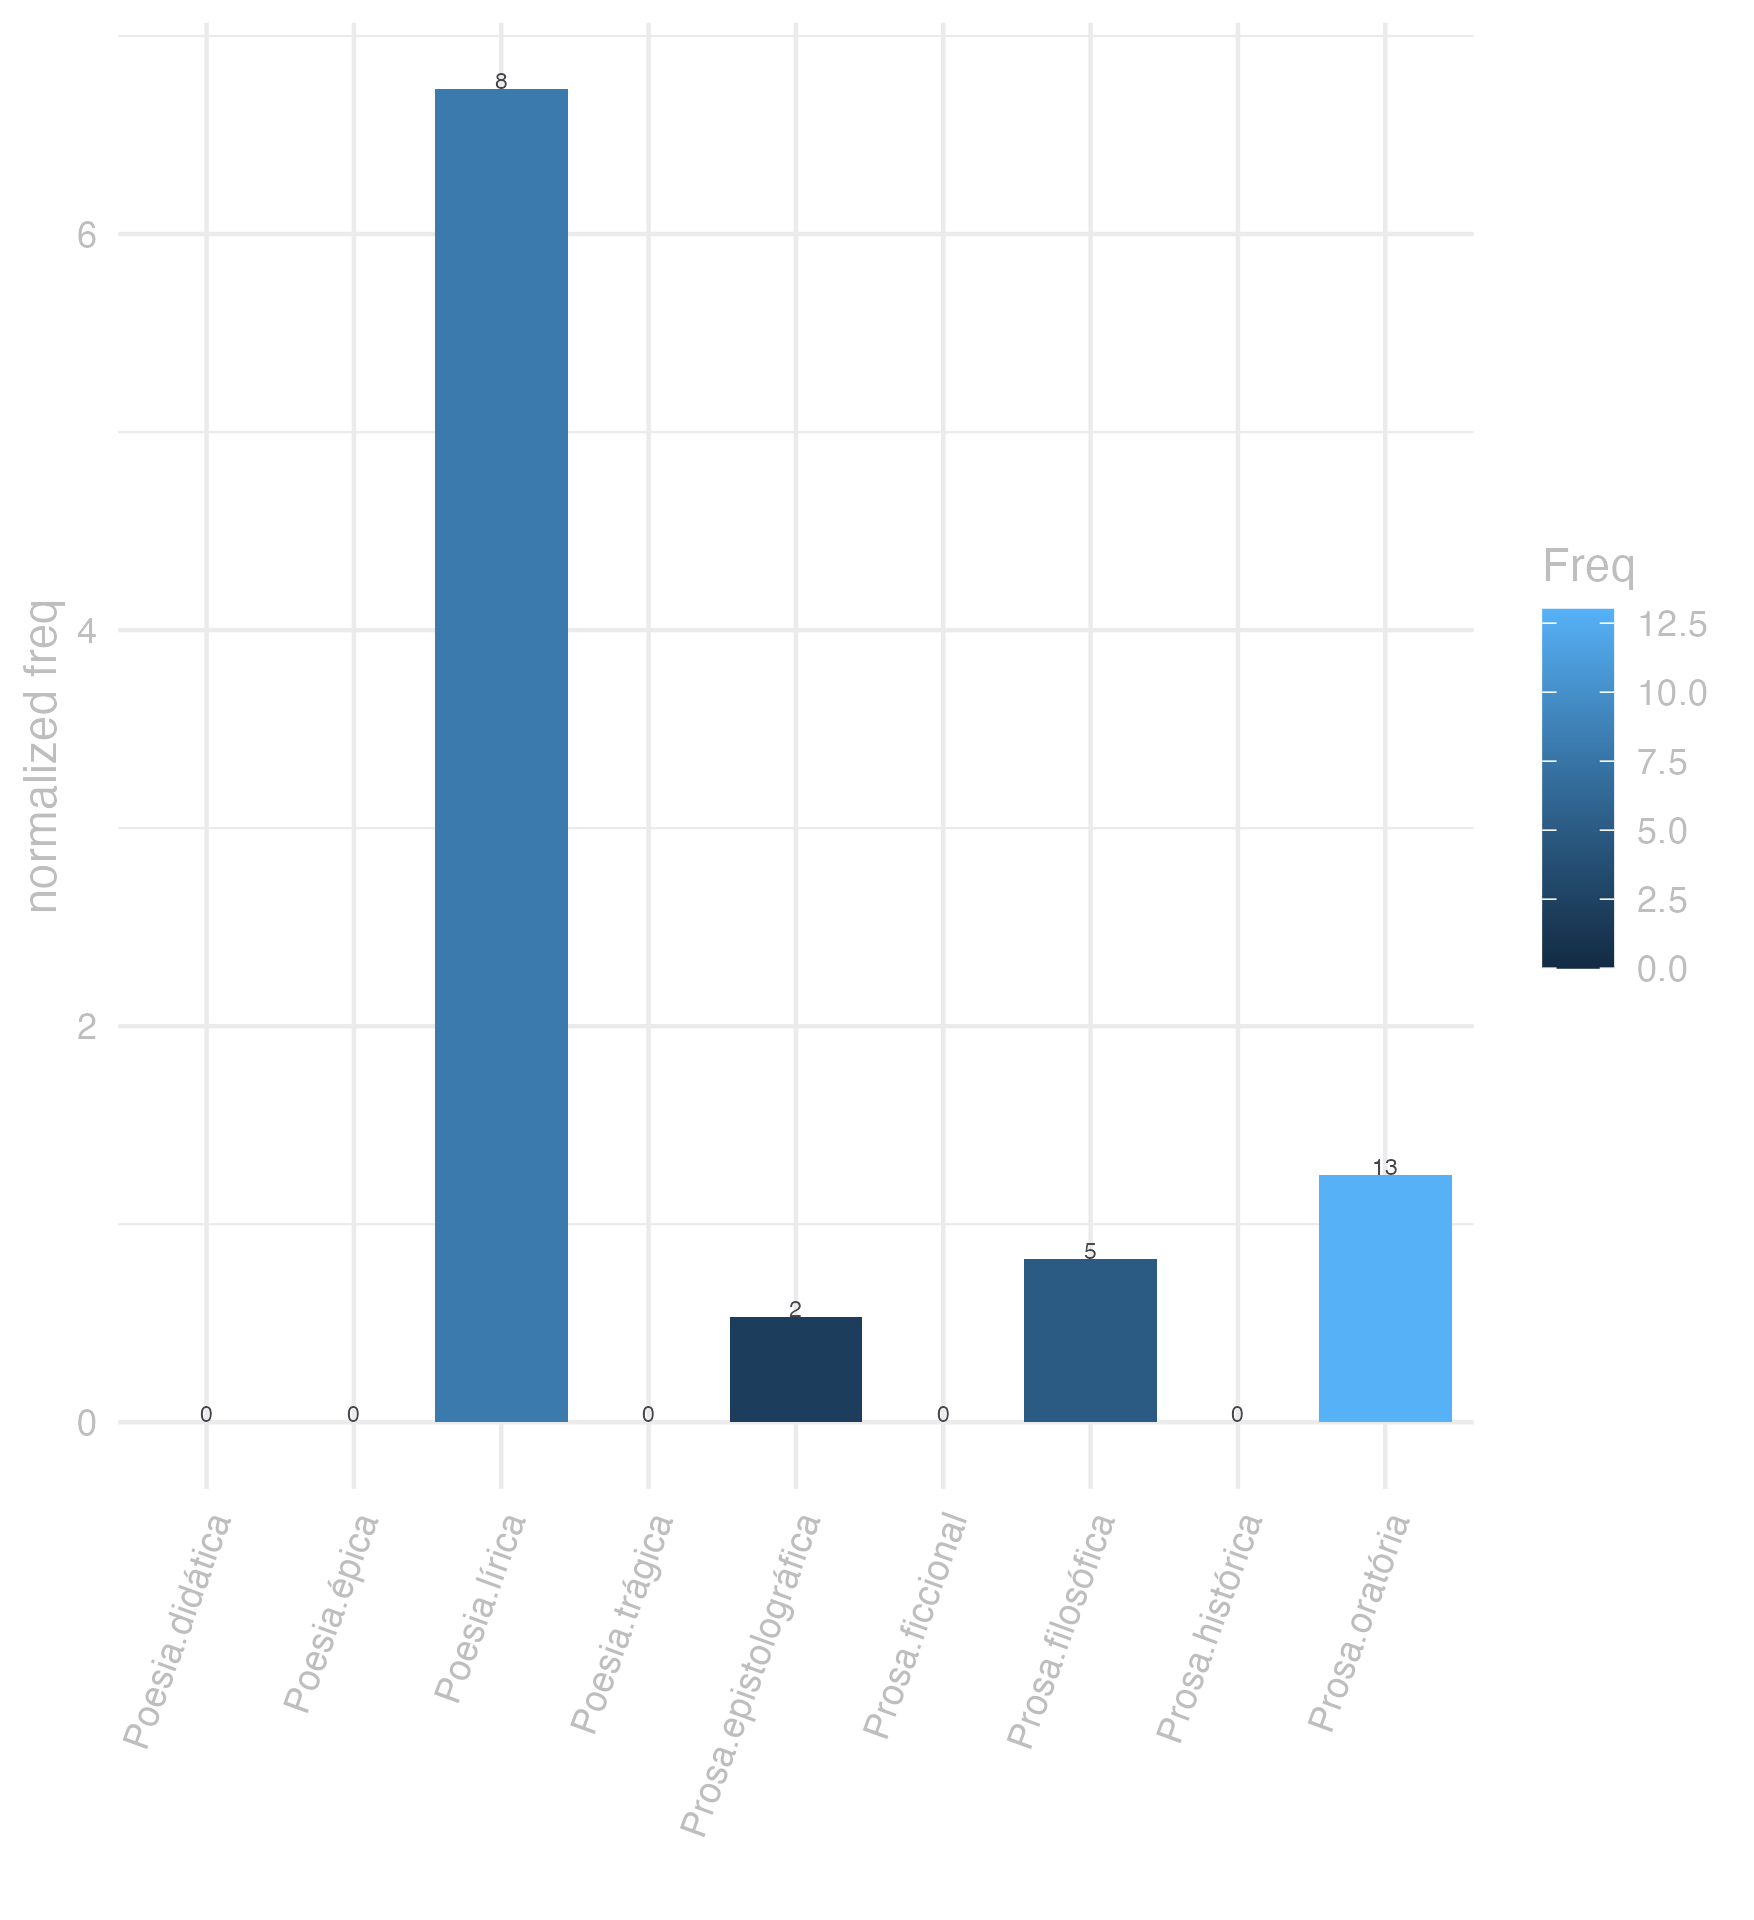 normalized freq
6
4
2
0
8
13
5
2
0
0
0
0
0
Poesia.didática
Poesia.épica
Poesia.lírica
Poesia.trágica
Prosa.epistolográfica
Prosa.ficcional
Prosa.filosófica
Prosa.histórica
Prosa.oratória
Freq
12.5
10.0
7.5
5.0
2.5
0.0